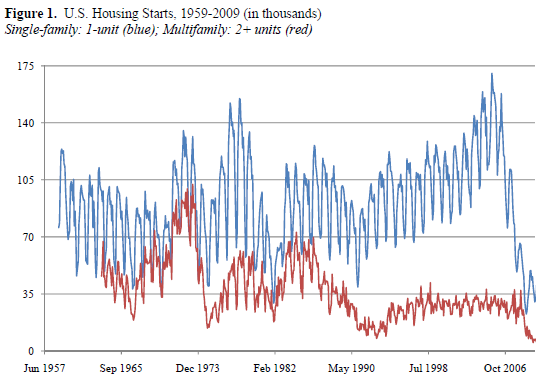 Figure 1. U.S. Housing Starts, 1959-2009 (in thousands)
Single-family: 1-unit (blue); Multifamily: 2+ units (red)
175
140
105
70
35
0
Jun 1957 Sep 1965 Dec 1973 Feb 1982 May 1990 Jul 1998 Oct 2006